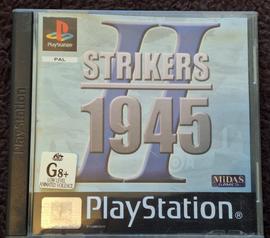 PlayStation
PlayStation
PAL
II
STRIKERS
1945
G8+
LOW LEVEL
ANIMATED VIOLENCE
MIDAS
PlayStation®